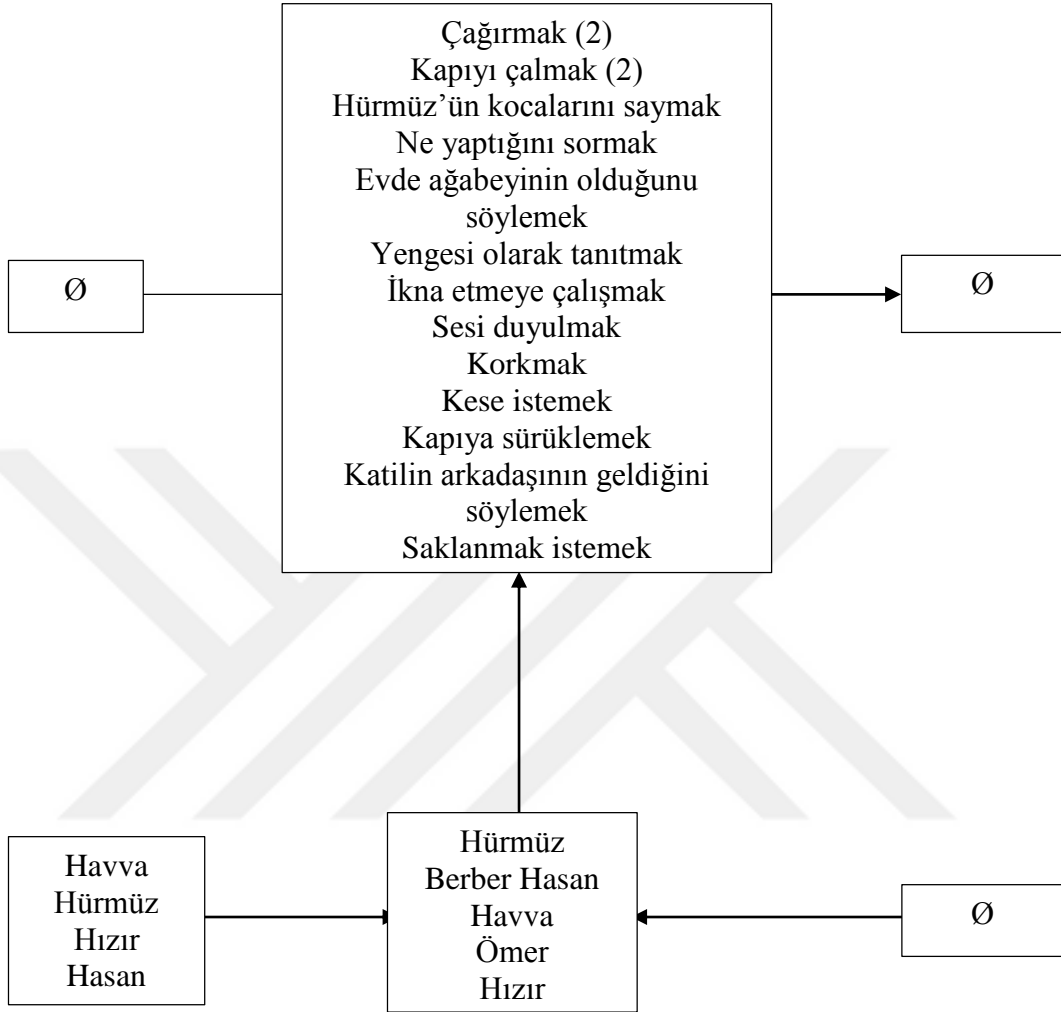 Çağırmak (2)
Kapıyı çalmak (2)
Hürmüz’ün kocalarını saymak
Ne yaptığını sormak
Evde ağabeyinin olduğunu
söylemek
Yengesi olarak tanıtmak
İkna etmeye çalışmak
Sesi duyulmak
Korkmak
Kese istemek
Kapıya sürüklemek
Katilin arkadaşının geldiğini
söylemek
Saklanmak istemek
Ø
Ø
Havva
Hürmüz
Hızır
Hasan
Hürmüz
Berber Hasan
Havva
Ömer
Hızır
Ø